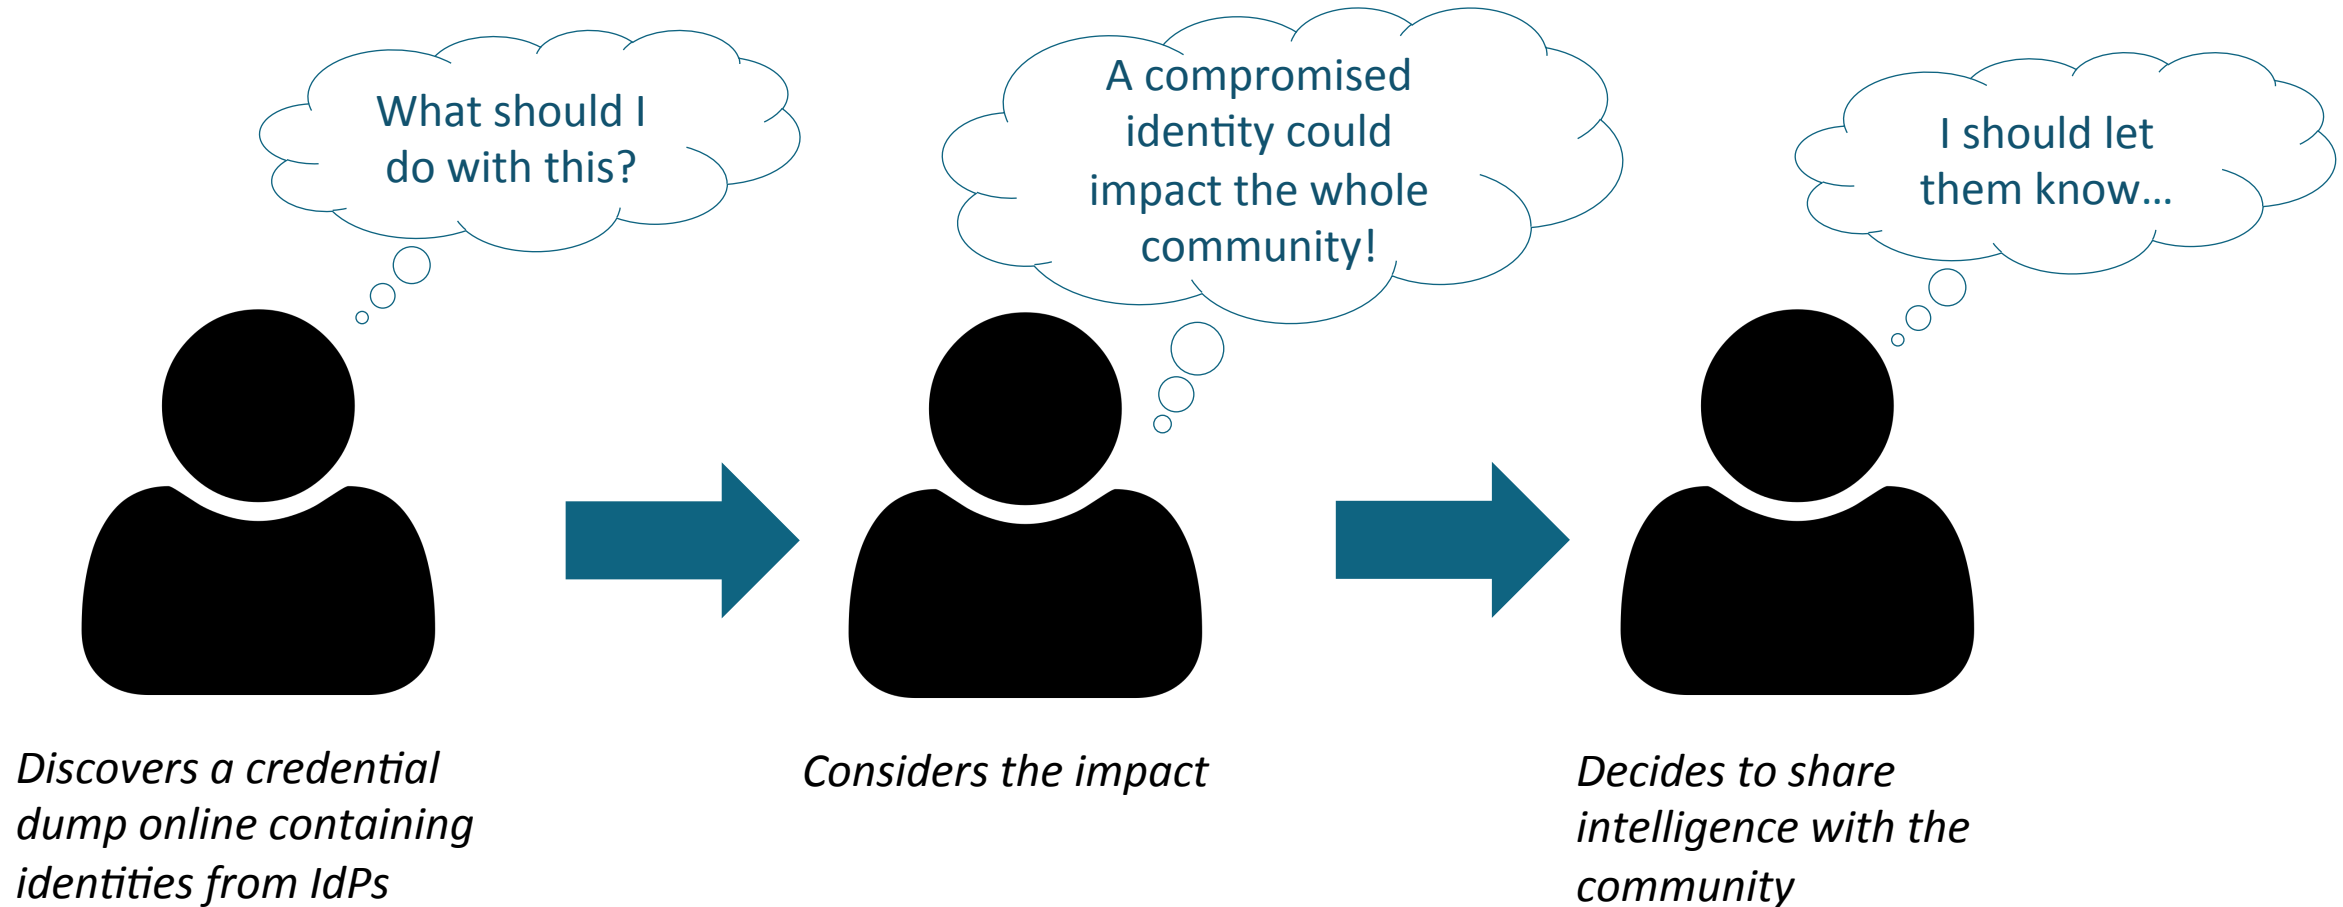 What should I
do with this?
A compromised
identity could
impact the whole
community!
I should let
them know…
Discovers a credential
dump online containing
identities from IdPs
Considers the impact
Decides to share
intelligence with the
community